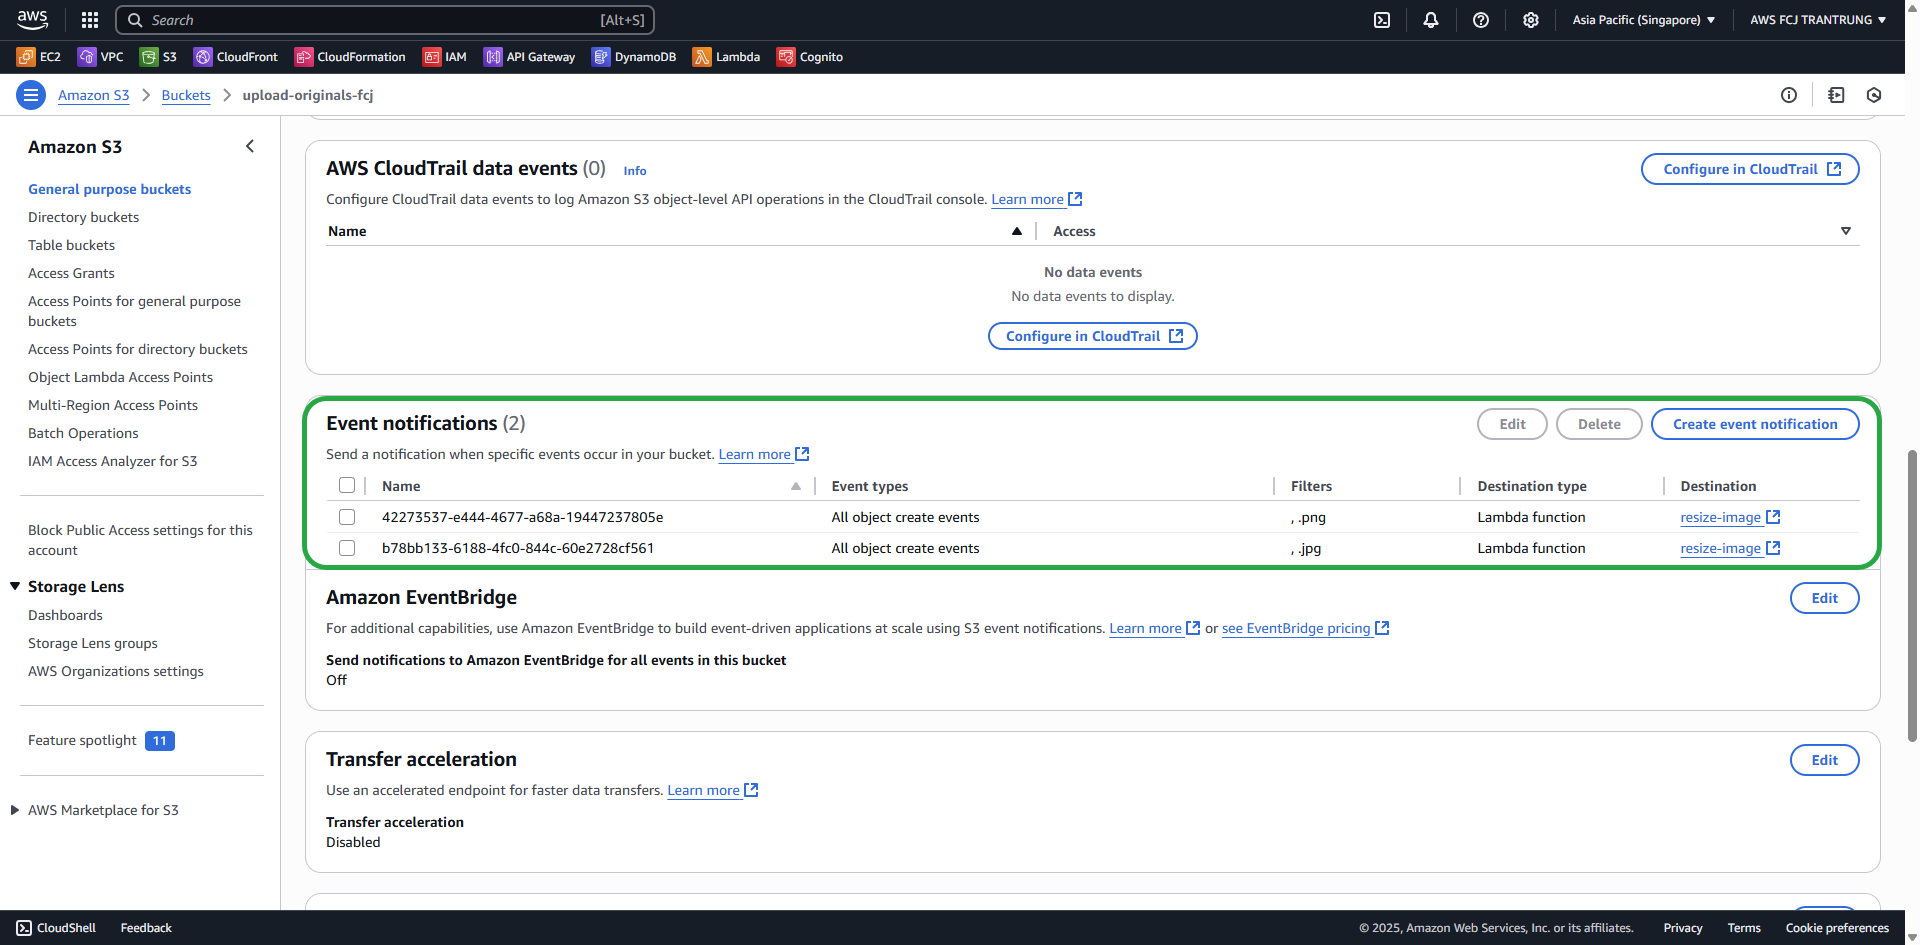 aws
Search [Alt+S]
Asia Pacific (Singapore)
AWS FCJ TRANTRUNG
EC2 VPC S3 CloudFront CloudFormation IAM API Gateway DynamoDB Lambda Cognito
Amazon S3 > Buckets > upload-originals-fcj
Amazon S3
General purpose buckets
Directory buckets
Table buckets
Access Grants
Access Points for general purpose
buckets
Access Points for directory buckets
Object Lambda Access Points
Multi-Region Access Points
Batch Operations
IAM Access Analyzer for S3
Block Public Access settings for this
account
Storage Lens
Dashboards
Storage Lens groups
AWS Organizations settings
Feature spotlight 11
AWS Marketplace for S3
AWS CloudTrail data events (0) Info
Configure in CloudTrail
Configure CloudTrail data events to log Amazon S3 object-level API operations in the CloudTrail console. Learn more
Name Access
No data events
No data events to display.
Configure in CloudTrail
Event notifications (2)
Edit Delete Create event notification
Send a notification when specific events occur in your bucket. Learn more
Name Event types Filters Destination type Destination
42273537-e444-4677-a68a-19447237805e All object create events , .png Lambda function resize-image
b78bb133-6188-4fc0-844c-60e2728cf561 All object create events , .jpg Lambda function resize-image
Amazon EventBridge
Edit
For additional capabilities, use Amazon EventBridge to build event-driven applications at scale using S3 event notifications. Learn more or see EventBridge pricing
Send notifications to Amazon EventBridge for all events in this bucket
Off
Transfer acceleration
Edit
Use an accelerated endpoint for faster data transfers. Learn more
Transfer acceleration
Disabled
CloudShell Feedback
© 2025, Amazon Web Services, Inc. or its affiliates. Privacy Terms Cookie preferences